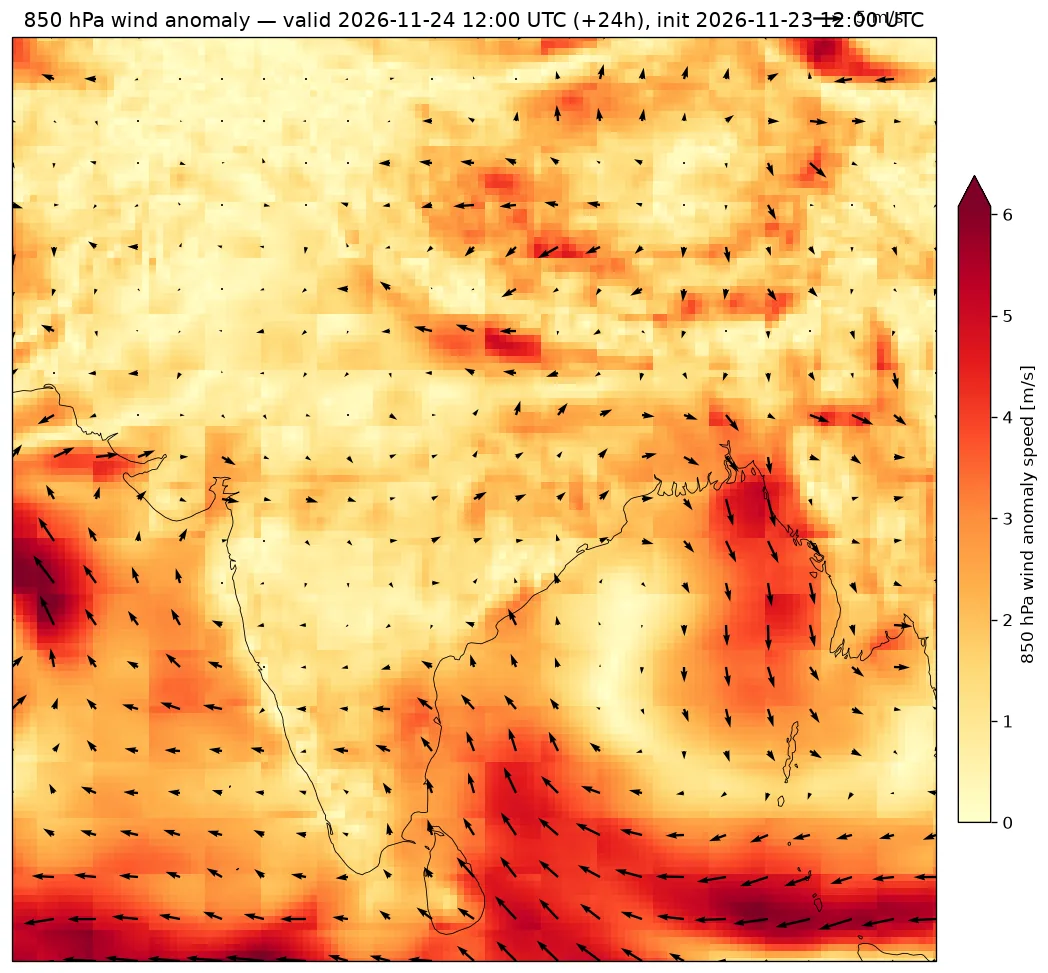 850 hPa wind anomaly — valid 2026-11-24 12:00 UTC (+24h), init 2026-11-23 12:00 UTC
5 m/s
6
5
4
3
2
1
0
850 hPa wind anomaly speed [m/s]